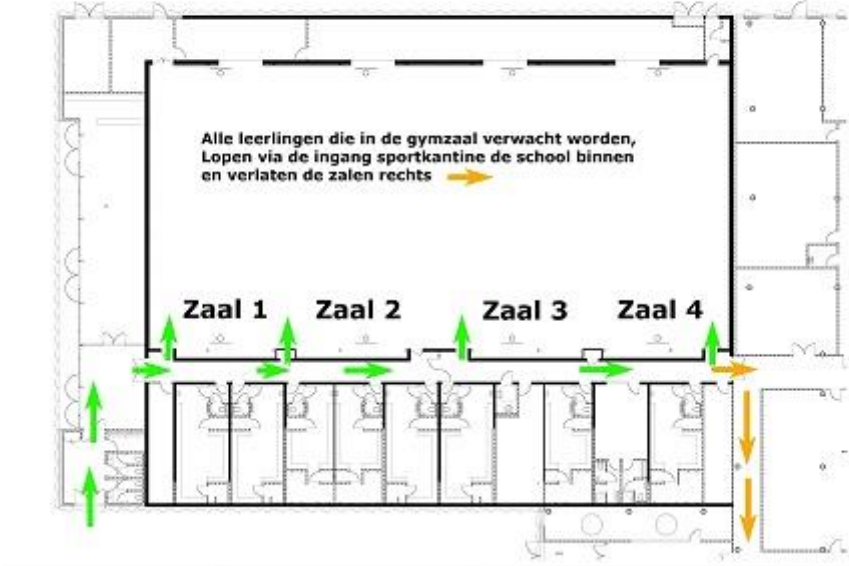 Alle leerlingen die in de gymzaal verwacht worden,
Lopen via de ingang sportkantine de school binnen
en verlaten de zalen rechts
Zaal 1 Zaal 2 Zaal 3 Zaal 4